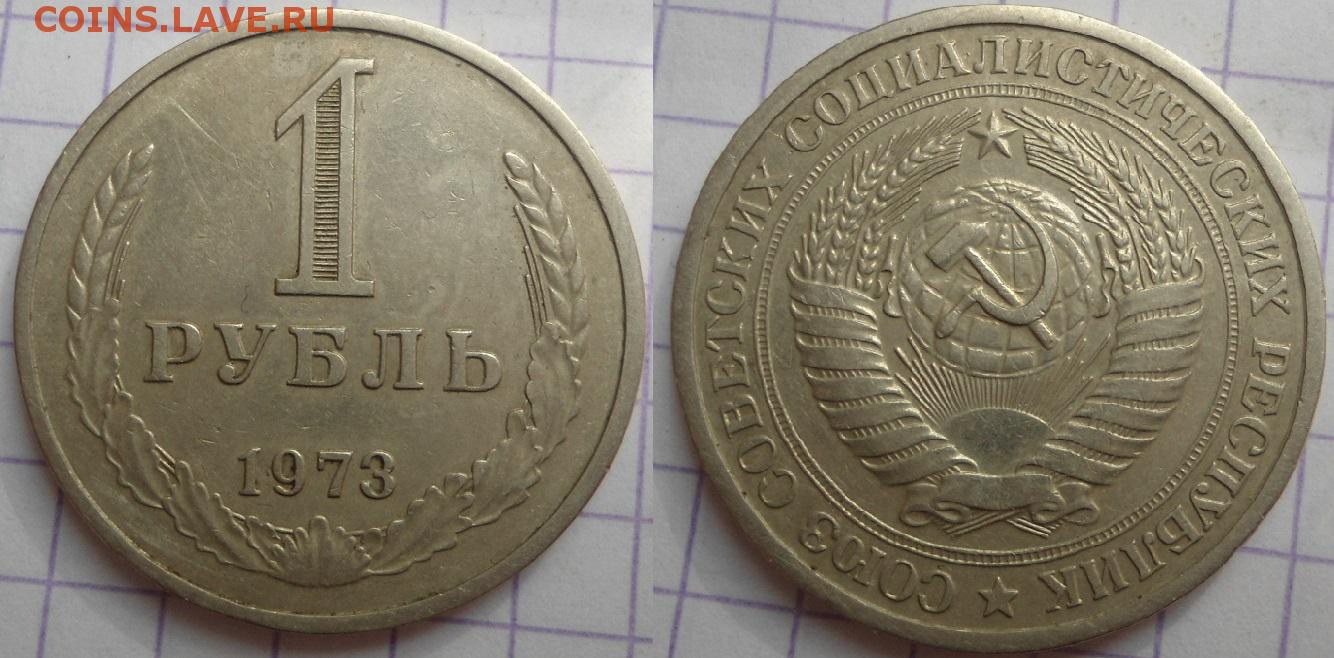 COINS.LAVE.RU
1
РУБЛЬ
1973
СОЮЗ СОВЕТСКИХ СОЦИАЛИСТИЧЕСКИХ РЕСПУБЛИК